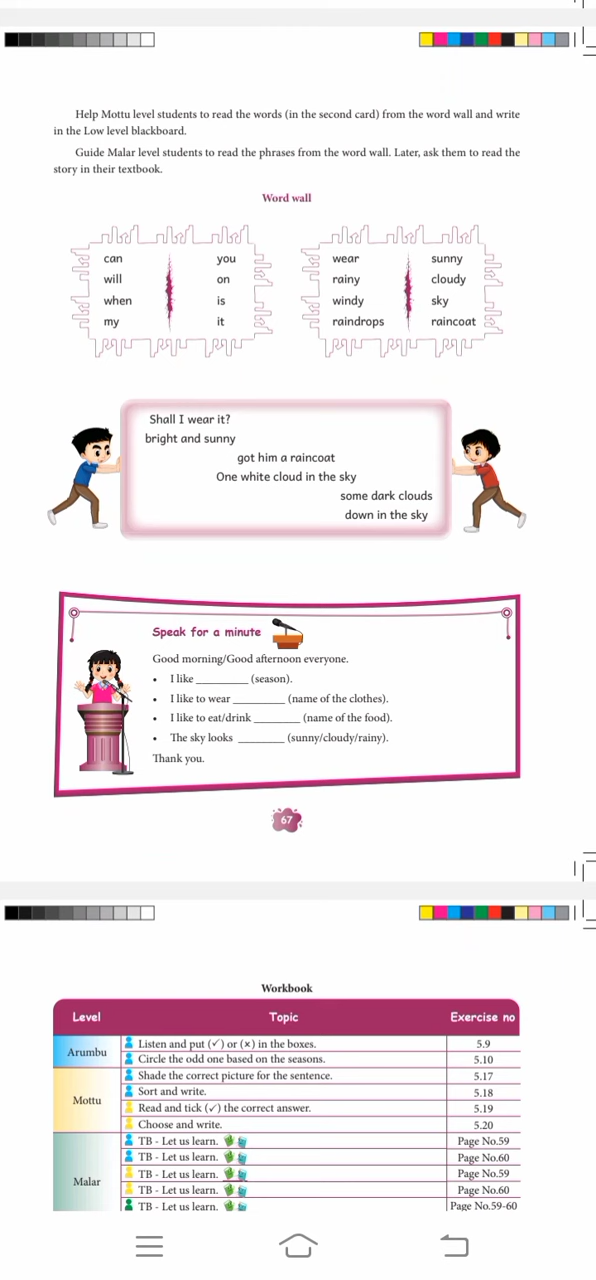 Help Mottu level students to read the words (in the second card) from the word wall and write
in the Low level blackboard.
Guide Malar level students to read the phrases from the word wall. Later, ask them to read the
story in their textbook.
Word wall
can you
will on
when is
my it
wear sunny
rainy cloudy
windy sky
raindrops raincoat
Shall I wear it?
bright and sunny
got him a raincoat
One white cloud in the sky
some dark clouds
down in the sky
Speak for a minute
Good morning/Good afternoon everyone.
• I like ________ (season).
• I like to wear ________ (name of the clothes).
• I like to eat/drink ________ (name of the food).
• The sky looks ________ (sunny/cloudy/rainy).
Thank you.
67
Workbook
Level Topic Exercise no
Arumbu
Listen and put (✓) or (×) in the boxes. 5.9
Circle the odd one based on the seasons. 5.10
Mottu
Shade the correct picture for the sentence. 5.17
Sort and write. 5.18
Read and tick (✓) the correct answer. 5.19
Choose and write. 5.20
Malar
TB - Let us learn. Page No.59
TB - Let us learn. Page No.60
TB - Let us learn. Page No.59
TB - Let us learn. Page No.60
TB - Let us learn. Page No.59-60